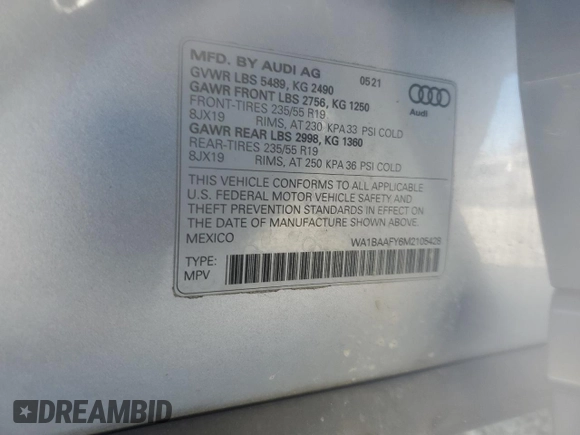 MFD. BY AUDI AG
GVWR LBS 5489, KG 2490 0521
GAWR FRONT LBS 2756, KG 1250
FRONT-TIRES 235/55 R19
8JX19 RIMS, AT 230 KPA 33 PSI COLD
GAWR REAR LBS 2998, KG 1360
REAR-TIRES 235/55 R19
8JX19 RIMS, AT 250 KPA 36 PSI COLD
Audi
THIS VEHICLE CONFORMS TO ALL APPLICABLE
U.S. FEDERAL MOTOR VEHICLE SAFETY AND
THEFT PREVENTION STANDARDS IN EFFECT ON
THE DATE OF MANUFACTURE SHOWN ABOVE.
MEXICO WA1BAAFY6M2105429
TYPE:
MPV
DREAMBID